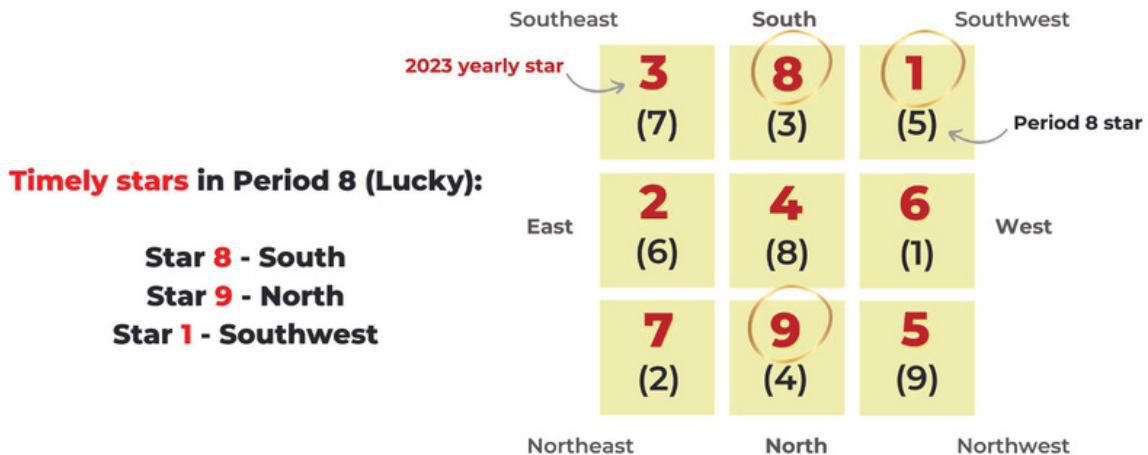 Southeast South Southwest
2023 yearly star
3 8 1
(7) (3) (5)
Period 8 star
Timely stars in Period 8 (Lucky):
East 2 4 6 West
(6) (8) (1)
Star 8 - South
Star 9 - North
Star 1 - Southwest
7 9 5
(2) (4) (9)
Northeast North Northwest